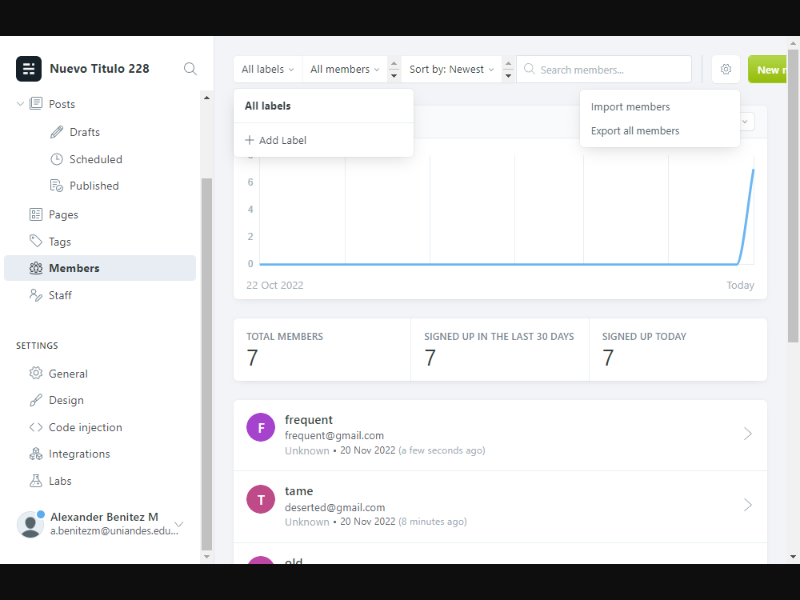 Nuevo Titulo 228
Posts
Drafts
Scheduled
Published
Pages
Tags
Members
Staff
SETTINGS
General
Design
Code injection
Integrations
Labs
Alexander Benitez M
a.benitezm@uniandes.edu...
All labels
All members
Sort by: Newest
Search members...
New
All labels
Add Label
Import members
Export all members
6
4
2
0
22 Oct 2022
Today
TOTAL MEMBERS
7
SIGNED UP IN THE LAST 30 DAYS
7
SIGNED UP TODAY
7
F
frequent
frequent@gmail.com
Unknown • 20 Nov 2022 (a few seconds ago)
T
tame
deserted@gmail.com
Unknown • 20 Nov 2022 (8 minutes ago)
old